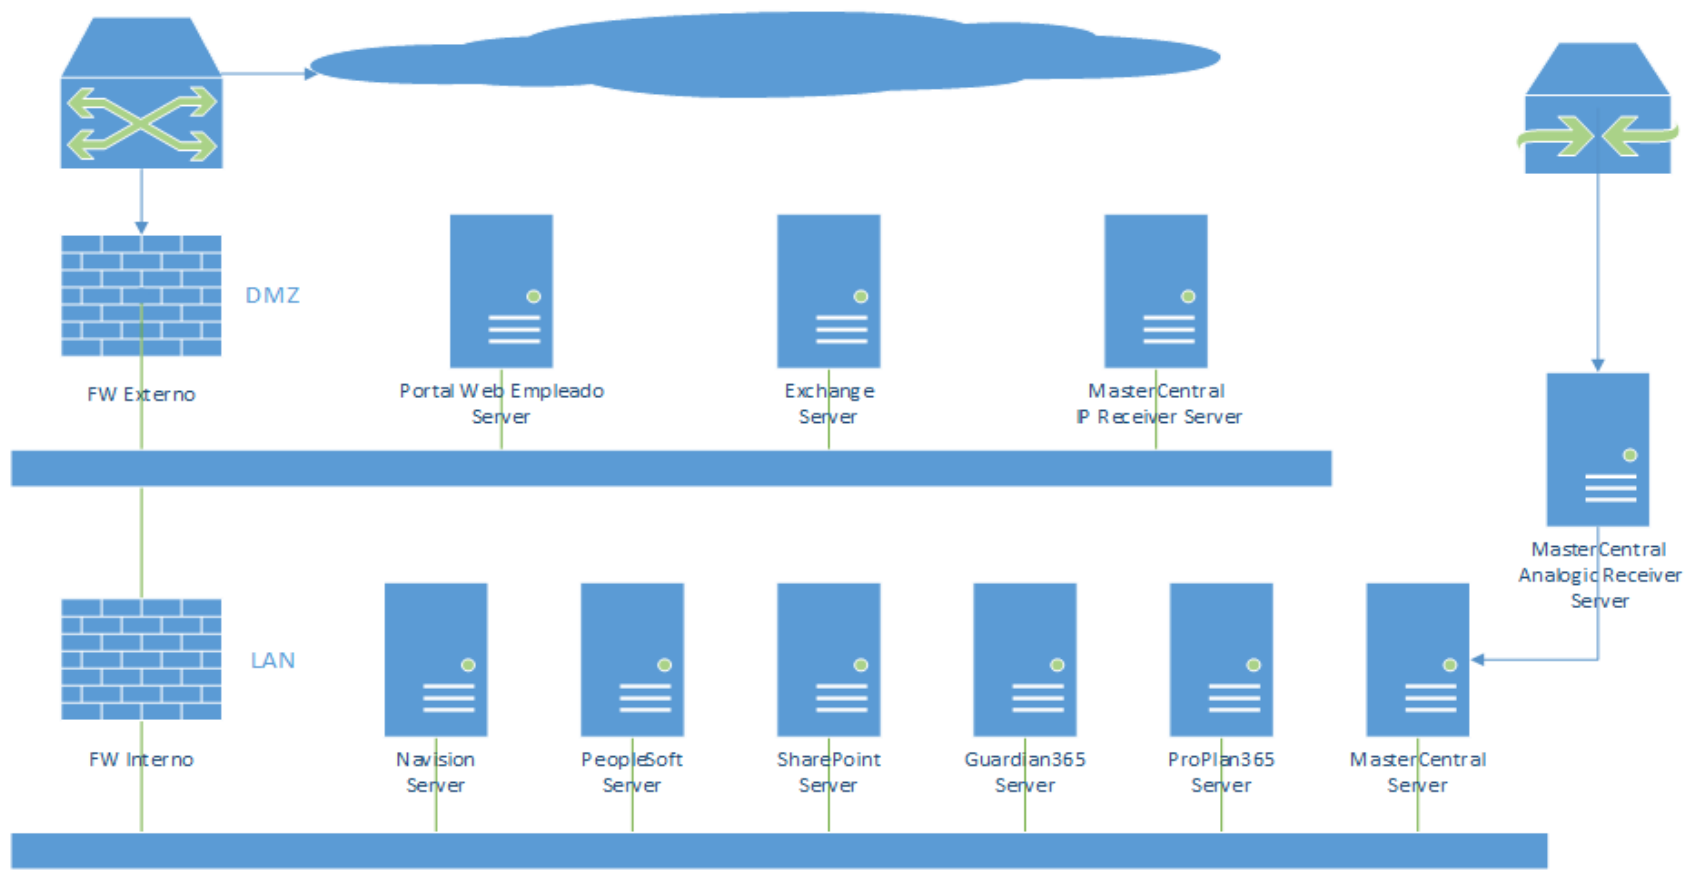 DMZ
FW Externo
Portal Web Empleado
Server
Exchange
Server
MasterCentral
IP Receiver Server
MasterCentral
Analogic Receiver
Server
LAN
FW Interno
Navision
Server
PeopleSoft
Server
SharePoint
Server
Guardian365
Server
ProPlan365
Server
MasterCentral
Server